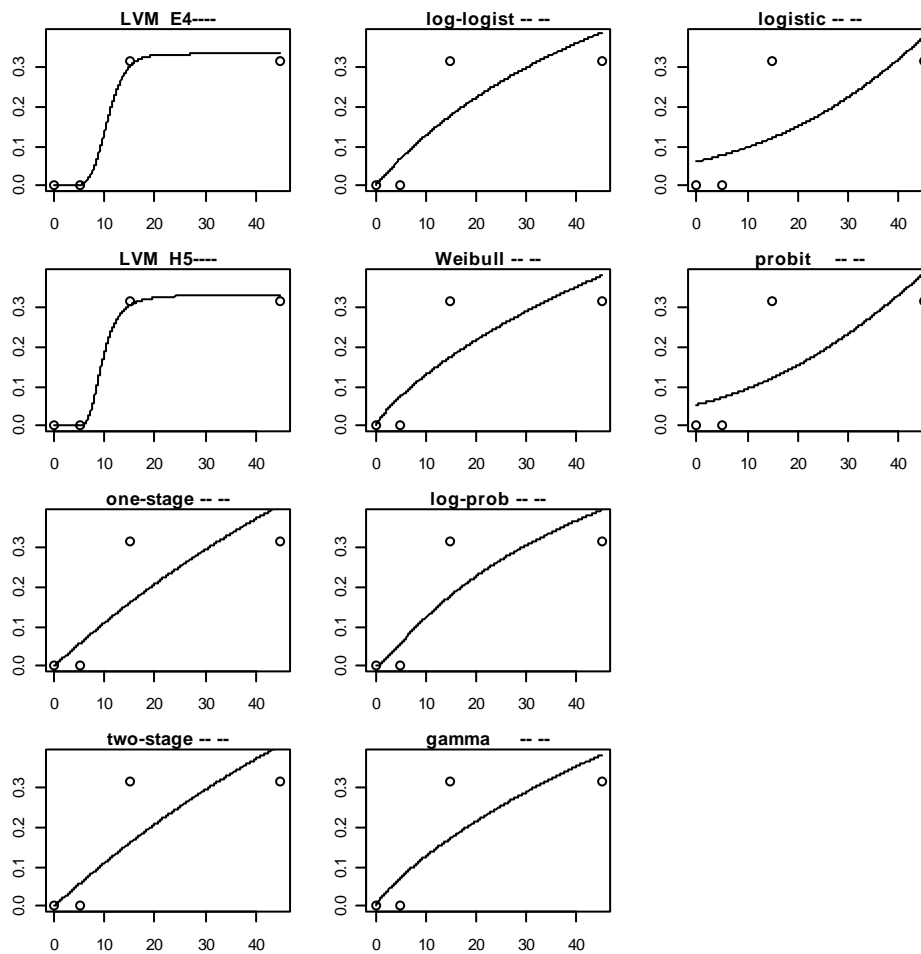 LVM E4---- log-logist -- -- logistic -- --
0.3 0.3 0.3
0.2 0.2 0.2
0.1 0.1 0.1
0.0 0.0 0.0
0 10 20 30 40 0 10 20 30 40 0 10 20 30 40
LVM H5---- Weibull -- -- probit -- --
0.3 0.3 0.3
0.2 0.2 0.2
0.1 0.1 0.1
0.0 0.0 0.0
0 10 20 30 40 0 10 20 30 40 0 10 20 30 40
one-stage -- -- log-prob -- --
0.3 0.3
0.2 0.2
0.1 0.1
0.0 0.0
0 10 20 30 40 0 10 20 30 40
two-stage -- -- gamma -- --
0.3 0.3
0.2 0.2
0.1 0.1
0.0 0.0
0 10 20 30 40 0 10 20 30 40